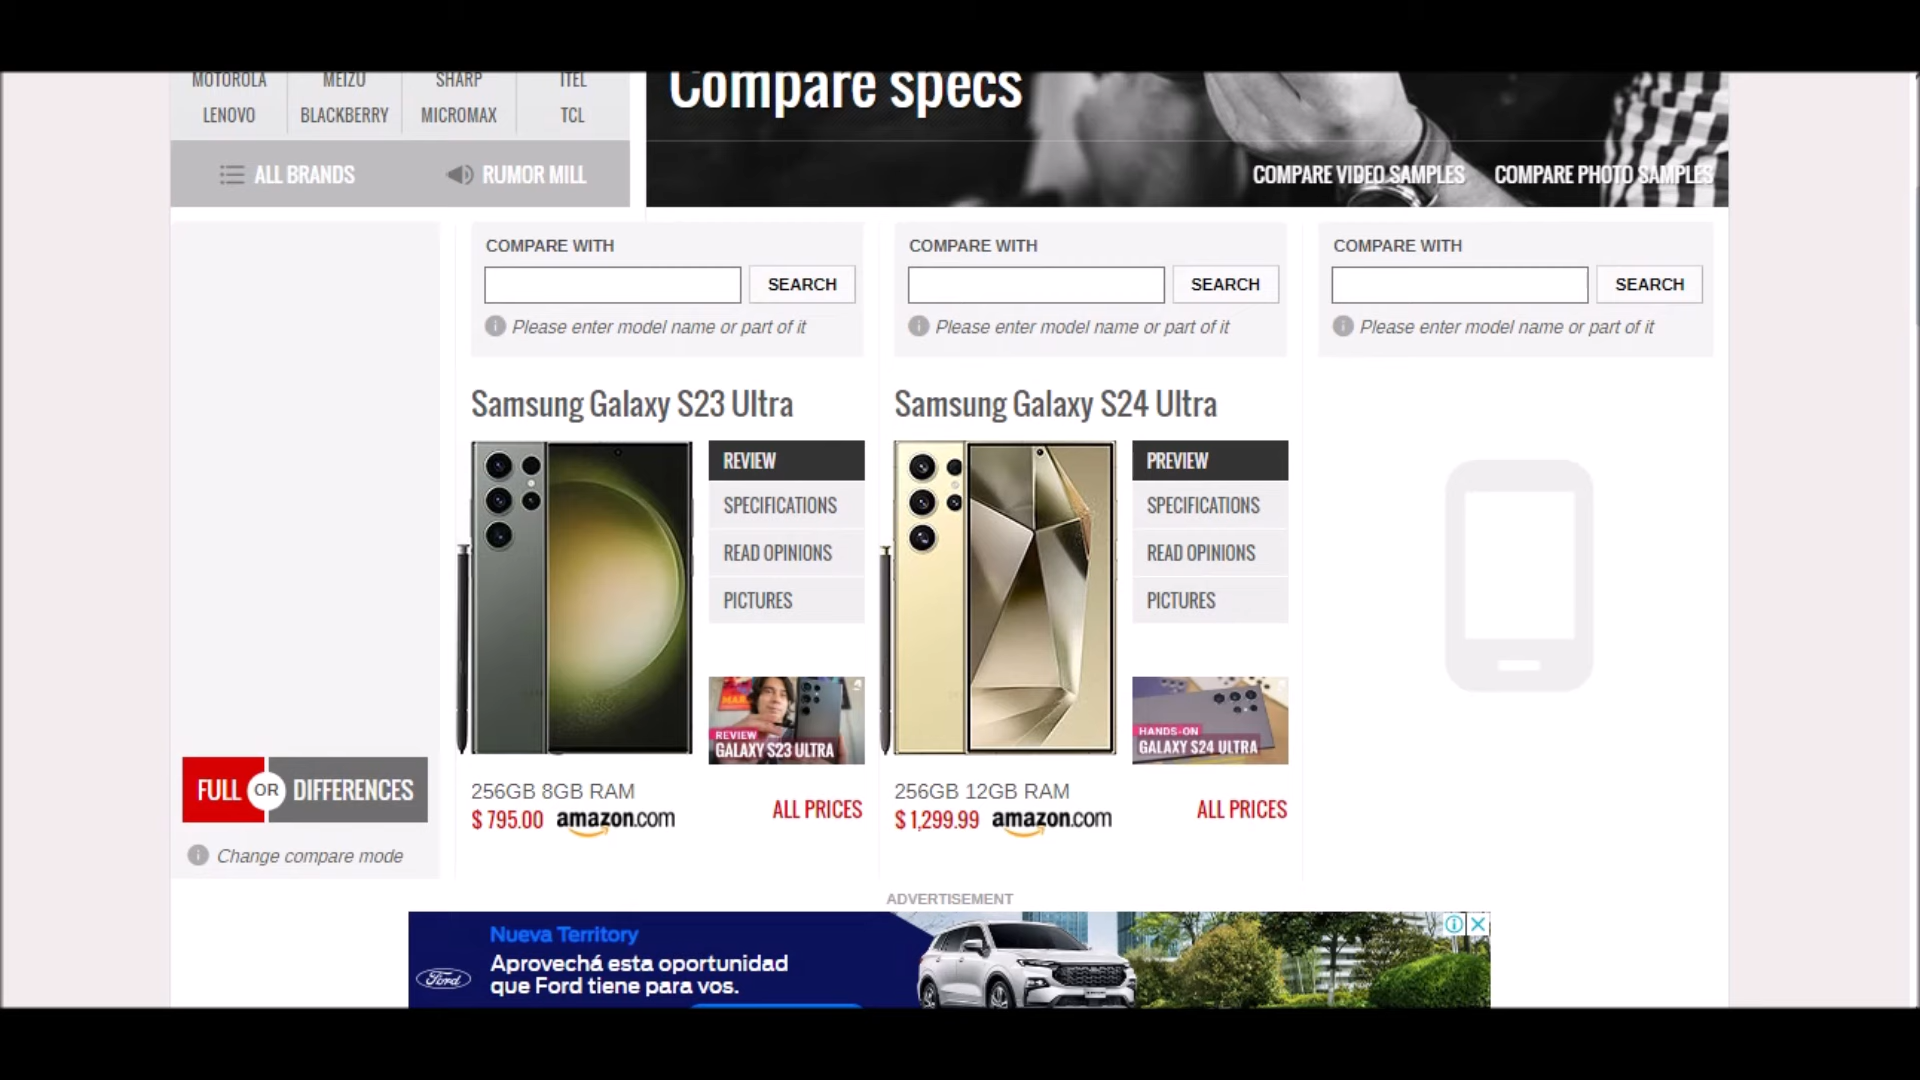 MOTOROLA MEIZU SHARP ITEL
LENOVO BLACKBERRY MICROMAX TCL
ALL BRANDS RUMOR MILL
Compare specs
COMPARE VIDEO SAMPLES COMPARE PHOTO SAMPLES
COMPARE WITH
SEARCH
Please enter model name or part of it
COMPARE WITH
SEARCH
Please enter model name or part of it
COMPARE WITH
SEARCH
Please enter model name or part of it
Samsung Galaxy S23 Ultra
REVIEW
SPECIFICATIONS
READ OPINIONS
PICTURES
REVIEW
GALAXY S23 ULTRA
256GB 8GB RAM
$ 795.00 amazon.com
ALL PRICES
Samsung Galaxy S24 Ultra
PREVIEW
SPECIFICATIONS
READ OPINIONS
PICTURES
HANDS-ON
GALAXY S24 ULTRA
256GB 12GB RAM
$ 1,299.99 amazon.com
ALL PRICES
FULL OR DIFFERENCES
Change compare mode
ADVERTISEMENT
Nueva Territory
Aprovechá esta oportunidad
que Ford tiene para vos.
Ford